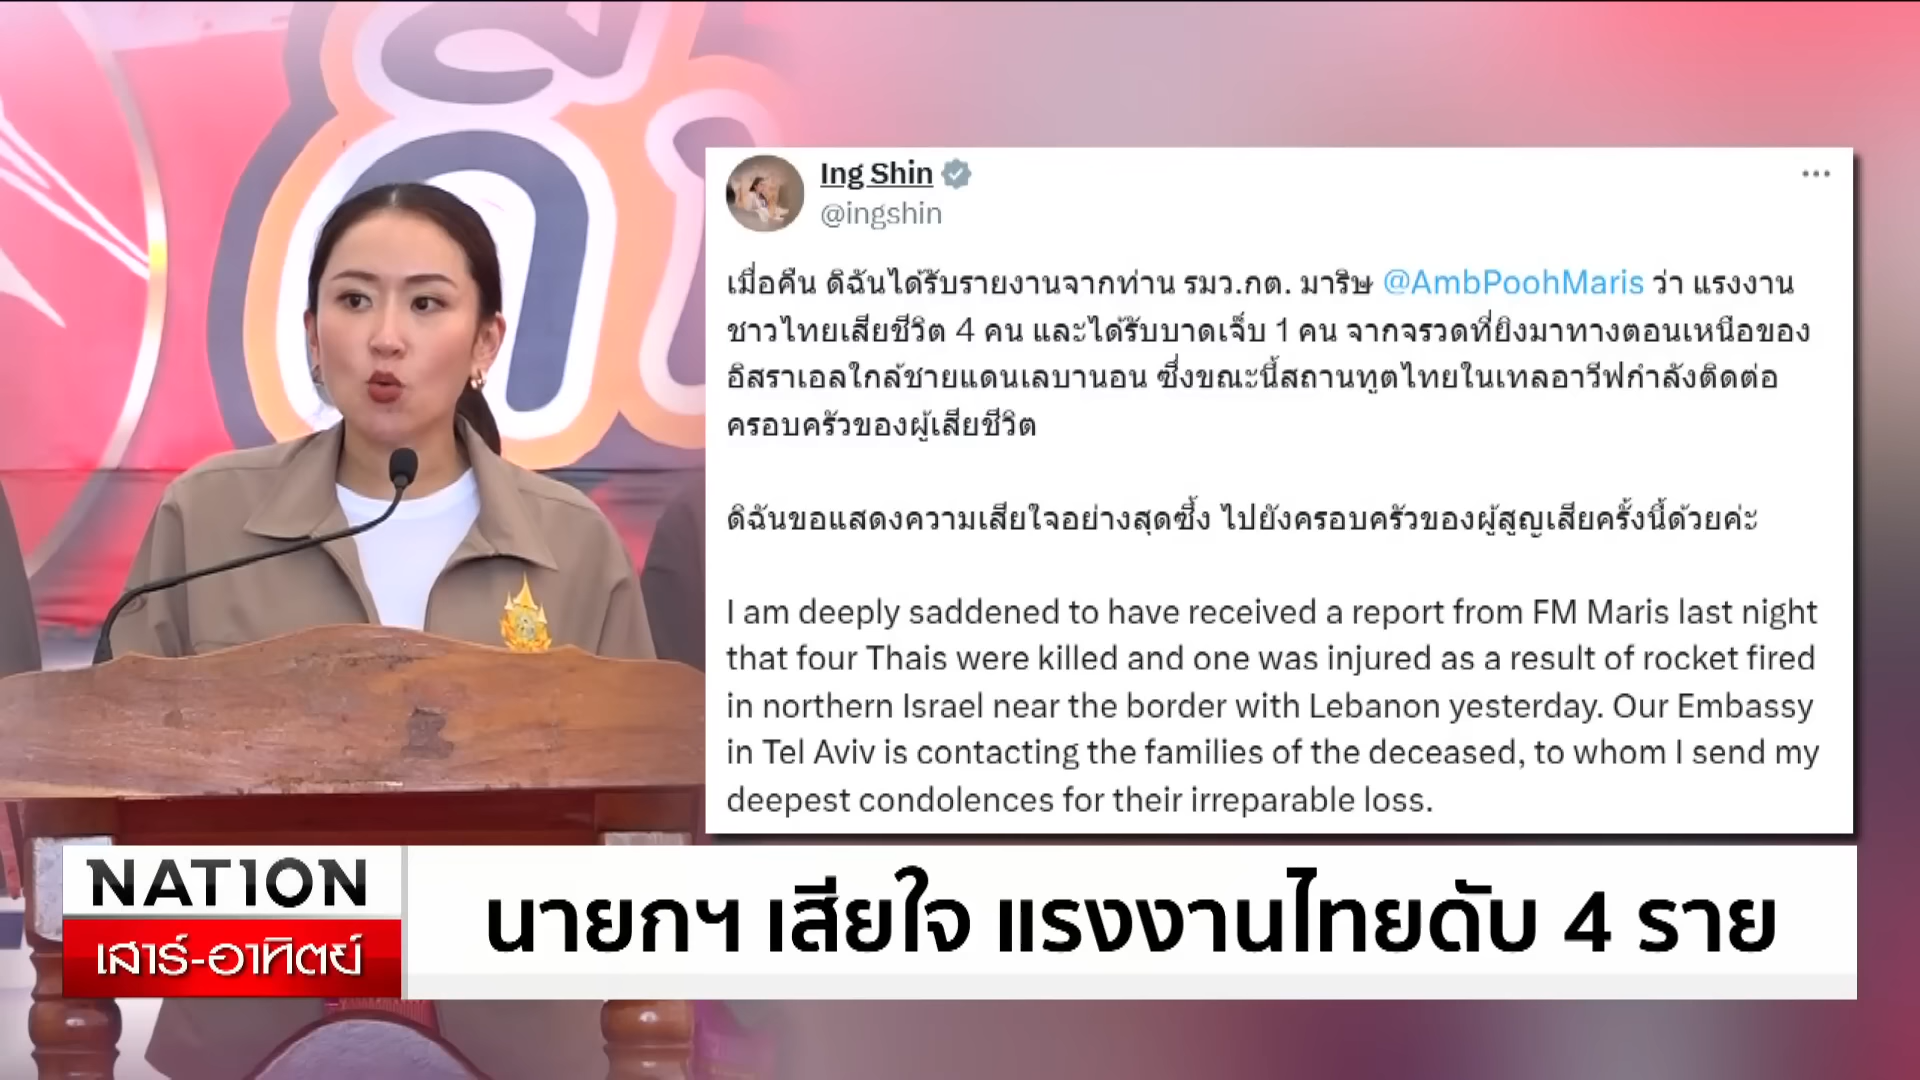 Ing Shin
@ingshin
เมื่อคืน ดิฉันได้รับรายงานจากท่าน รมว.กต. มาริษ @AmbPoohMaris ว่า แรงงาน
ชาวไทยเสียชีวิต 4 คน และได้รับบาดเจ็บ 1 คน จากจรวดที่ยิงมาทางตอนเหนือของ
อิสราเอลใกล้ชายแดนเลบานอน ซึ่งขณะนี้สถานทูตไทยในเทลอาวีฟกำลังติดต่อ
ครอบครัวของผู้เสียชีวิต
ดิฉันขอแสดงความเสียใจอย่างสุดซึ้ง ไปยังครอบครัวของผู้สูญเสียครั้งนี้ด้วยค่ะ
I am deeply saddened to have received a report from FM Maris last night
that four Thais were killed and one was injured as a result of rocket fired
in northern Israel near the border with Lebanon yesterday. Our Embassy
in Tel Aviv is contacting the families of the deceased, to whom I send my
deepest condolences for their irreparable loss.
NATION
เสาร์-อาทิตย์
นายกฯ เสียใจ แรงงานไทยดับ 4 ราย